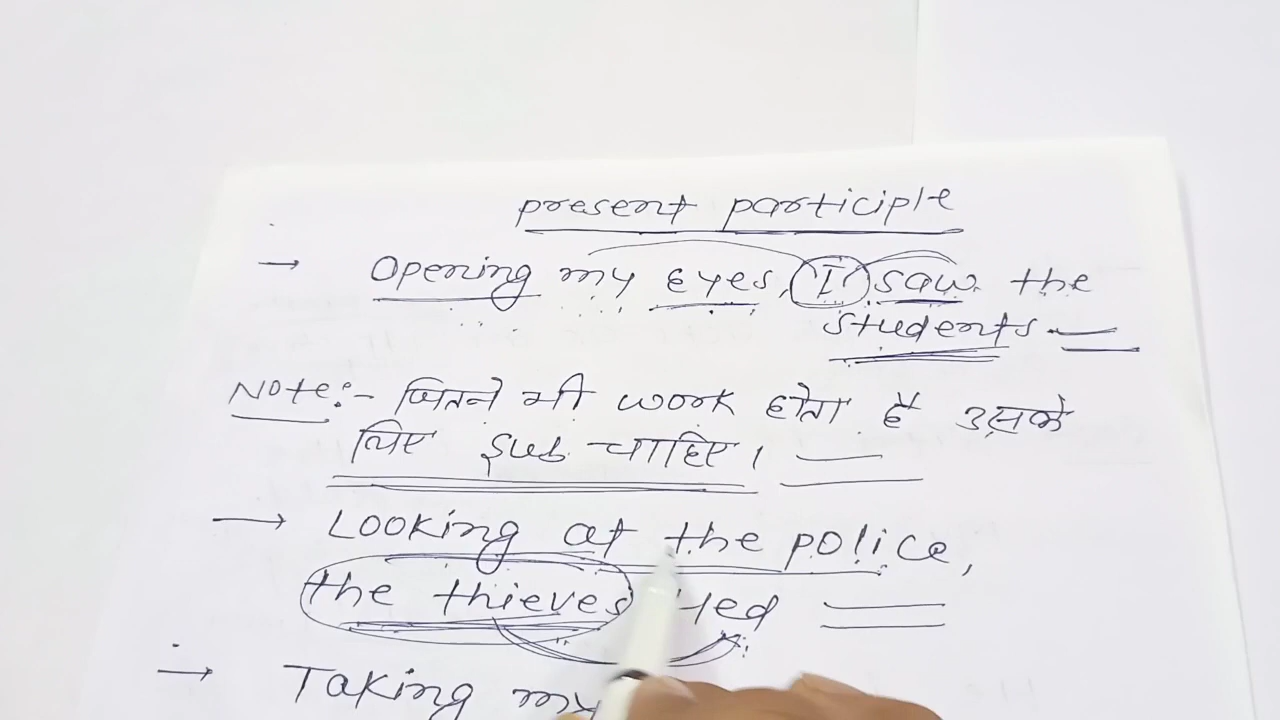 present participle
→ Opening my Eyes, I saw the
students.
Note:- जितने भी work होता है उसके
लिए sub चाहिए।
→ Looking at the police,
the thieves
→ Taking